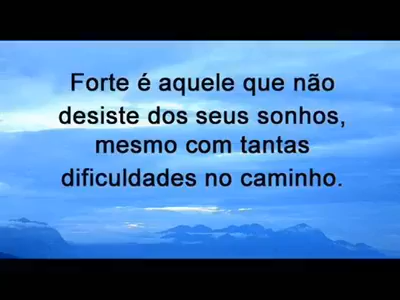 Forte é aquele que não
desiste dos seus sonhos,
mesmo com tantas
dificuldades no caminho.